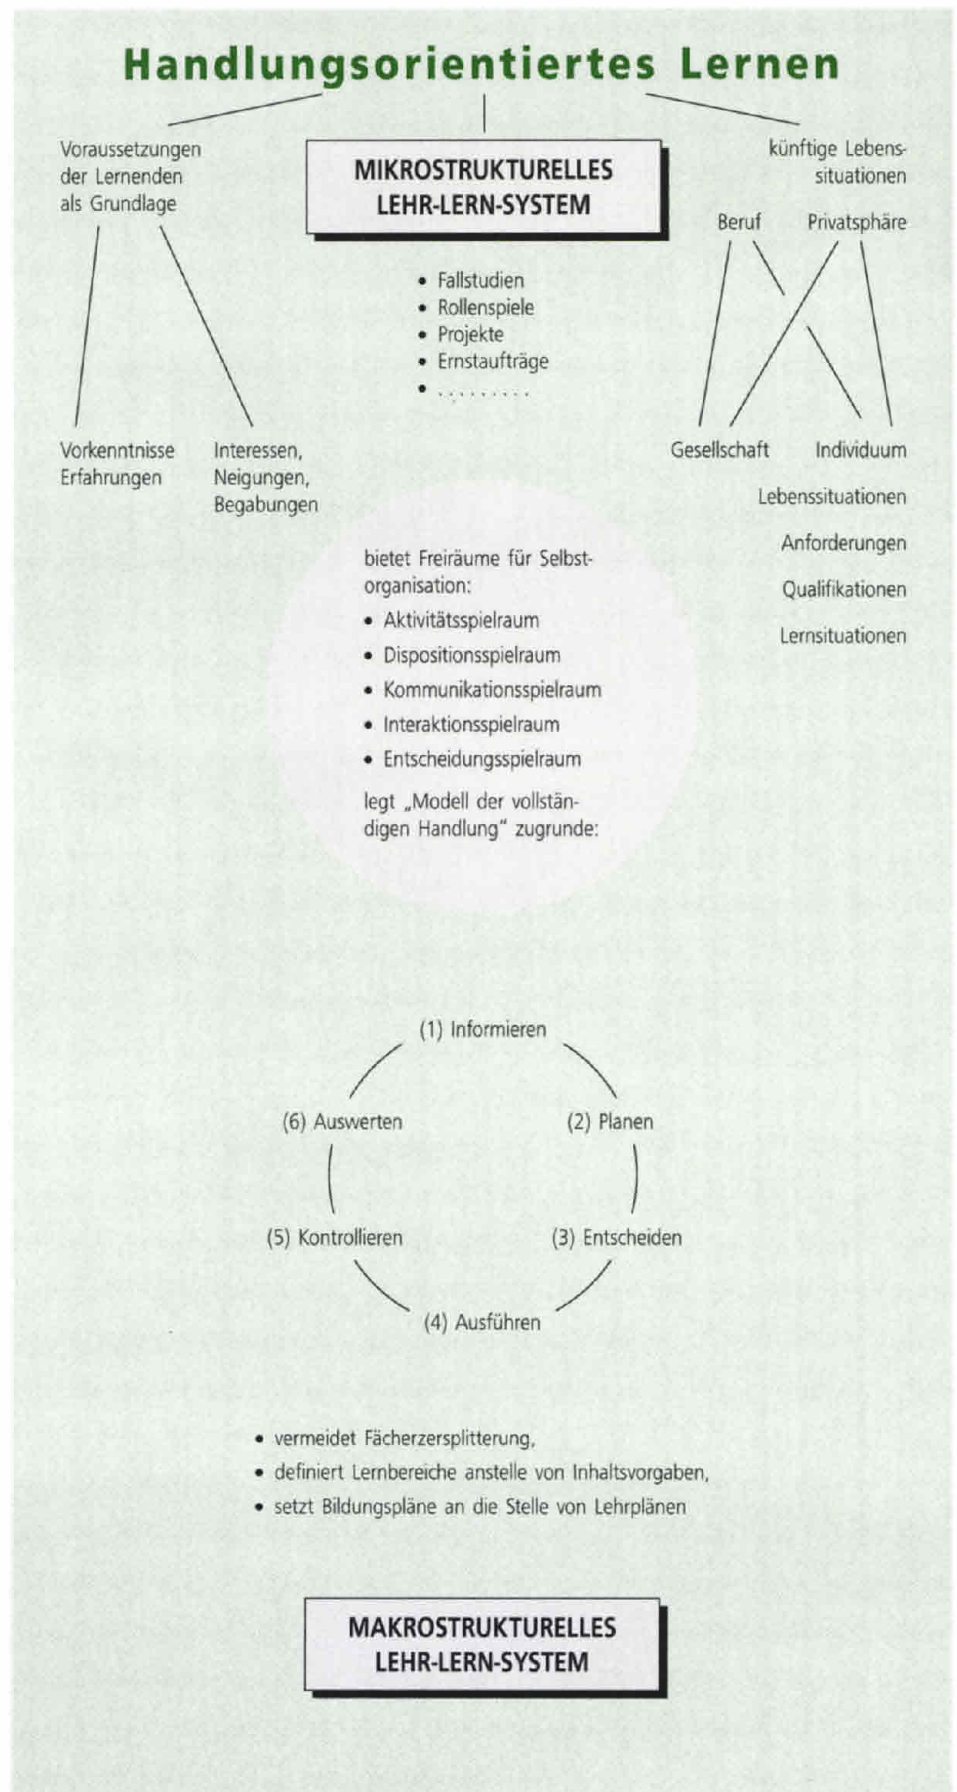 Handlungsorientiertes Lernen
Voraussetzungen
der Lernenden
als Grundlage
MIKROSTRUKTURELLES
LEHR-LERN-SYSTEM
künftige Lebens-
situationen
Beruf Privatsphäre
• Fallstudien
• Rollenspiele
• Projekte
• Ernstaufträge
• .........
Vorkenntnisse
Erfahrungen
Interessen,
Neigungen,
Begabungen
Gesellschaft Individuum
Lebenssituationen
Anforderungen
Qualifikationen
Lernsituationen
bietet Freiräume für Selbst-
organisation:
• Aktivitätsspielraum
• Dispositionsspielraum
• Kommunikationsspielraum
• Interaktionsspielraum
• Entscheidungsspielraum
legt „Modell der vollstän-
digen Handlung" zugrunde:
(1) Informieren
(6) Auswerten (2) Planen
(5) Kontrollieren (3) Entscheiden
(4) Ausführen
• vermeidet Fächerzersplitterung,
• definiert Lernbereiche anstelle von Inhaltsvorgaben,
• setzt Bildungspläne an die Stelle von Lehrplänen
MAKROSTRUKTURELLES
LEHR-LERN-SYSTEM